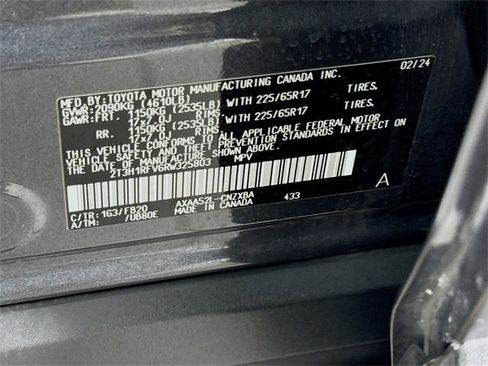 MFD.BY:TOYOTA MOTOR MANUFACTURING CANADA INC. 02/24
GVWR: 2090KG (4610LB)
GAWR:FRT. 1150KG (2535LB) WITH 225/65R17 TIRES.
17x7.0J RIMS.
RR. 1150KG (2535LB) WITH 225/65R17 TIRES.
17x7.0J RIMS.
THIS VEHICLE CONFORMS TO ALL APPLICABLE FEDERAL MOTOR
VEHICLE SAFETY AND THEFT PREVENTION STANDARDS IN EFFECT ON
THE DATE OF MANUFACTURE SHOWN ABOVE.
2T3H1RFV6RW325803 MPV
A
C/TR: 1G3/FB20 AXAA52L-CNZXBA 433
A/TM: /UB80E MADE IN CANADA